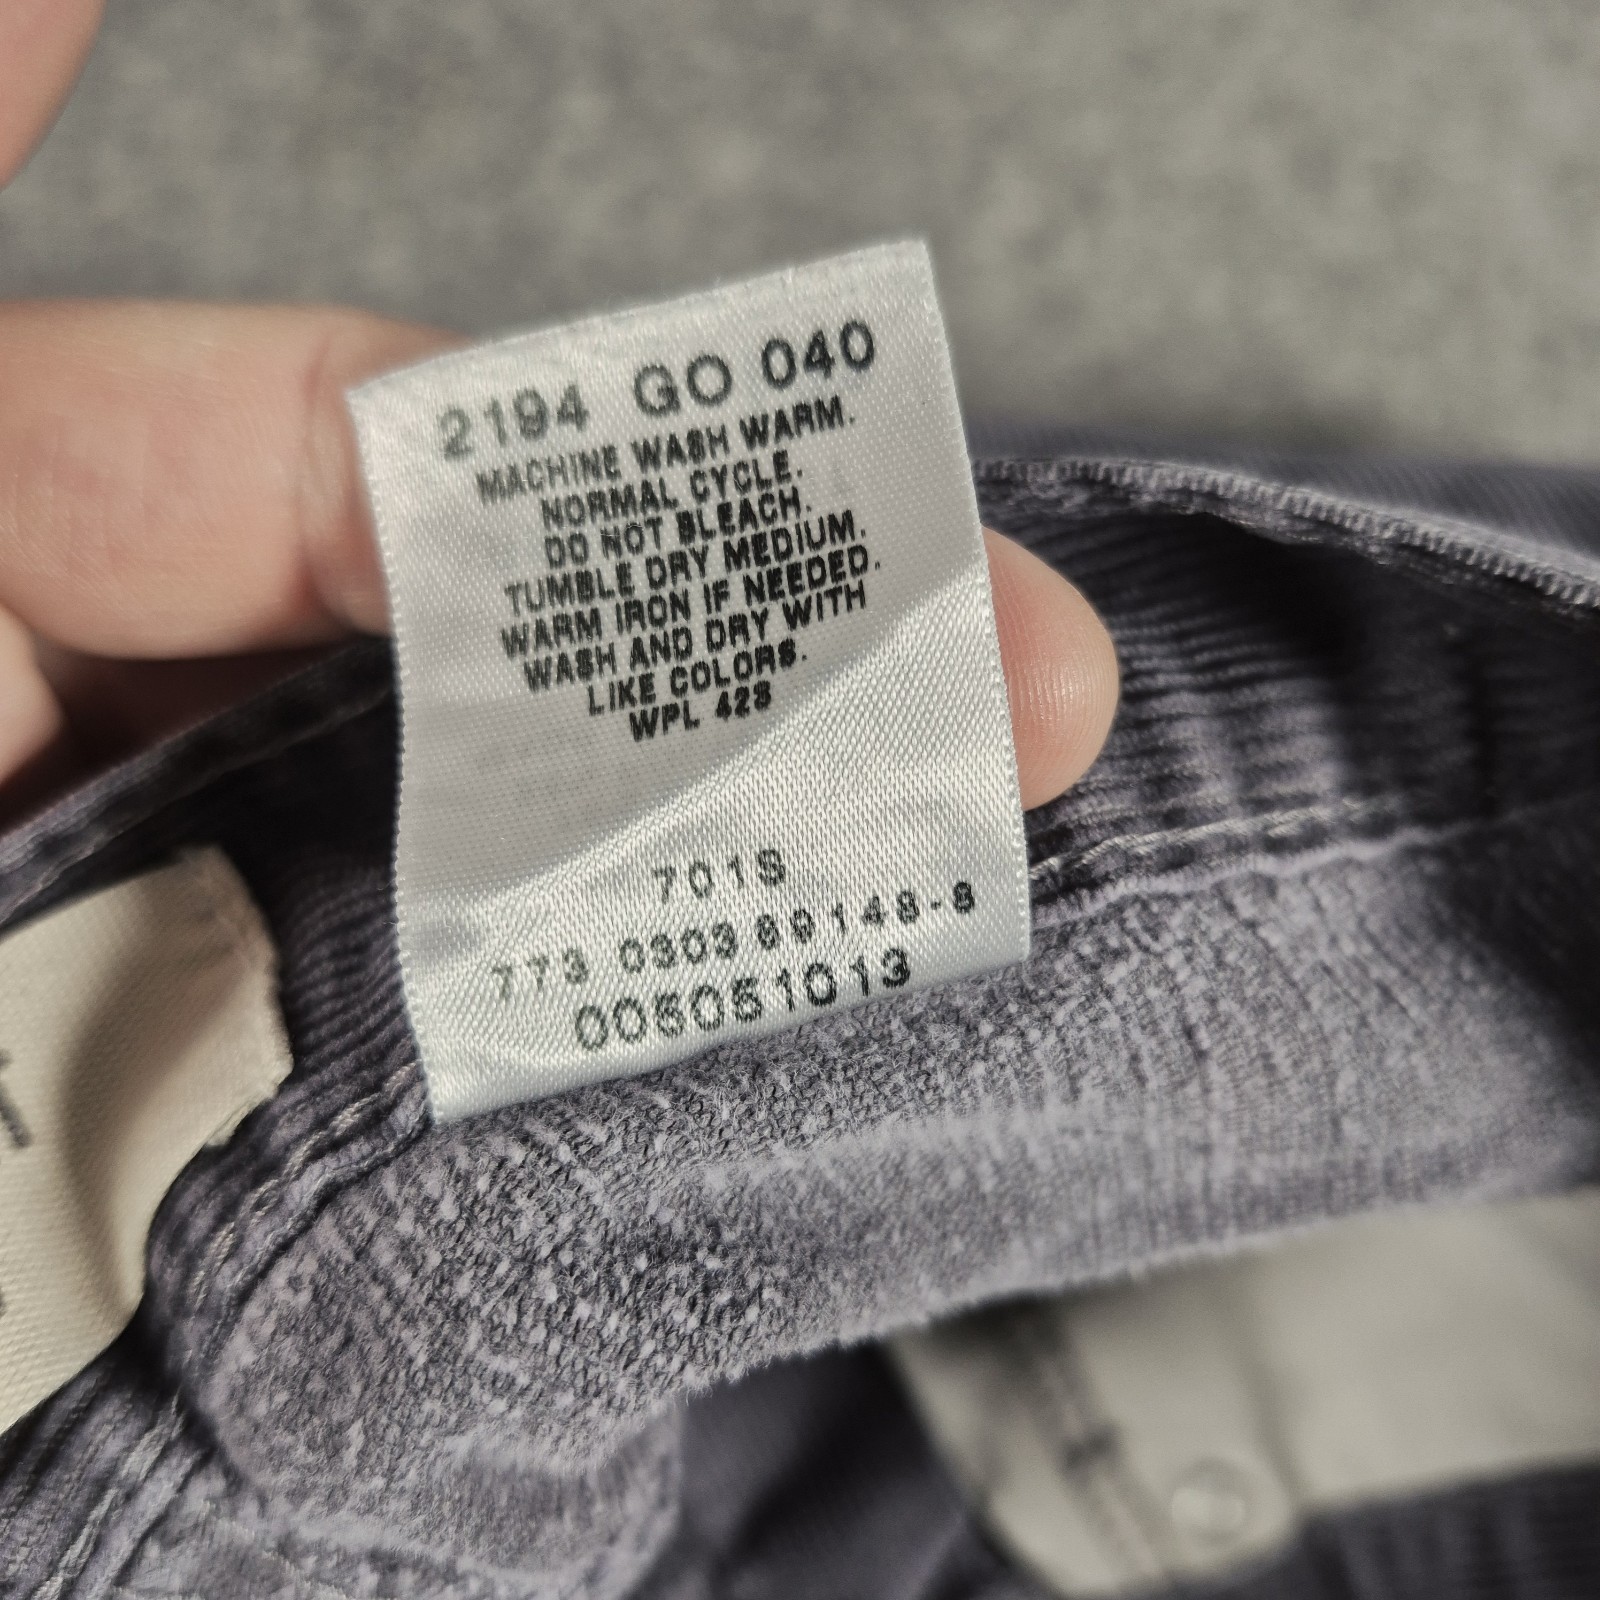 2194 GO 040
MACHINE WASH WARM.
NORMAL CYCLE.
DO NOT BLEACH.
TUMBLE DRY MEDIUM.
WARM IRON IF NEEDED.
WASH AND DRY WITH
LIKE COLORS.
WPL 423
701S
773 0303 69148-8
005051013